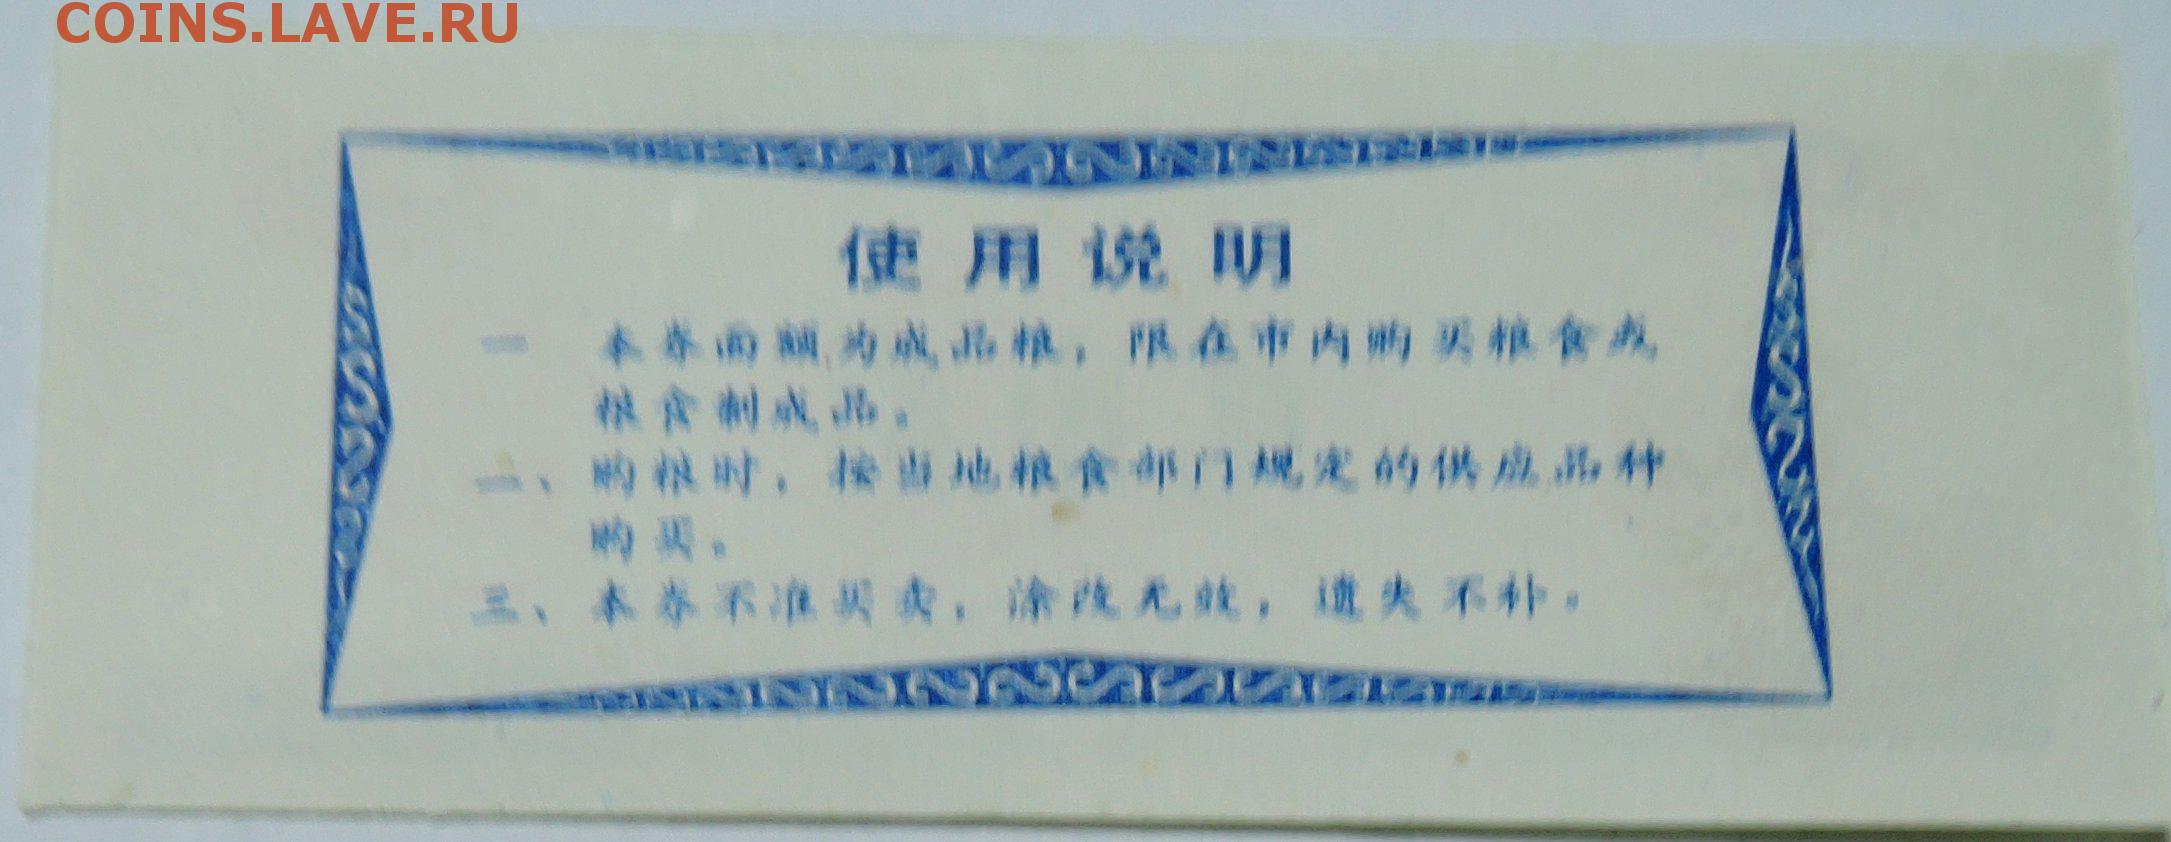 COINS.LAVE.RU
使用说明
一 本券面额为成品粮，限在市内购买粮食或
粮食制成品。
二、购粮时，按当地粮食部门规定的供应品种
购买。
三、本券不准买卖，涂改无效，遗失不补。